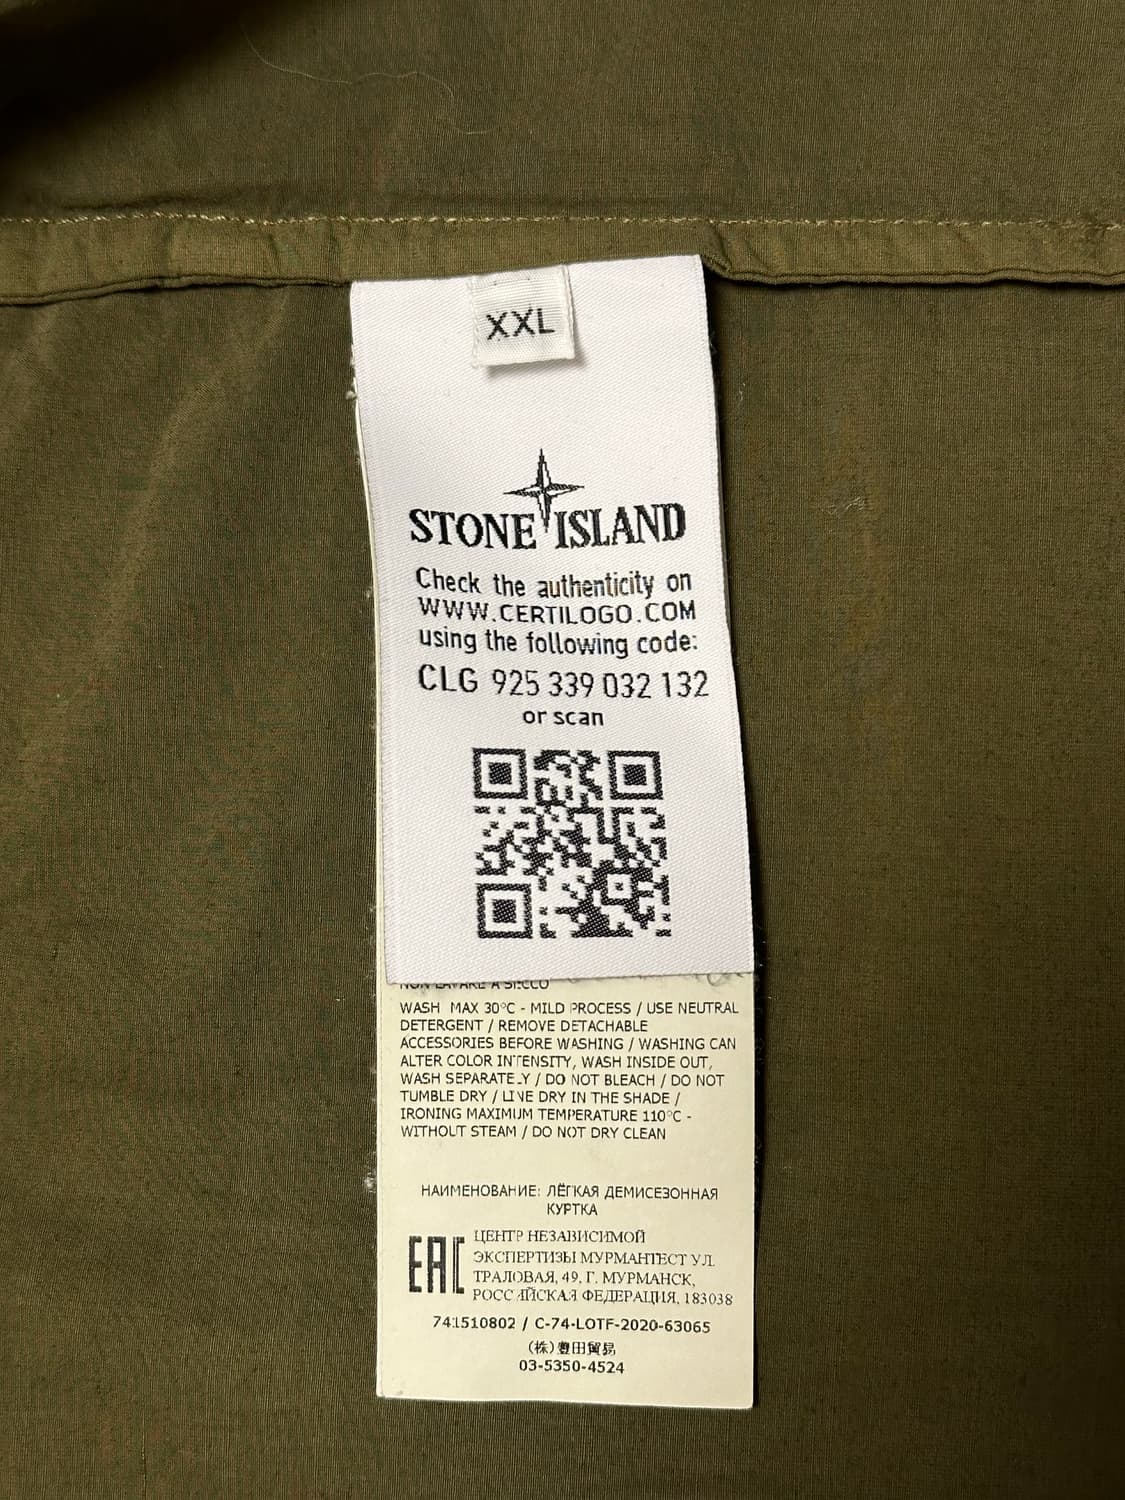 XXL
STONE ISLAND
Check the authenticity on
WWW.CERTILOGO.COM
using the following code:
CLG 925 339 032 132
or scan
NON LAVARE A SECCO
WASH MAX 30°C - MILD PROCESS / USE NEUTRAL
DETERGENT / REMOVE DETACHABLE
ACCESSORIES BEFORE WASHING / WASHING CAN
ALTER COLOR INTENSITY, WASH INSIDE OUT,
WASH SEPARATELY / DO NOT BLEACH / DO NOT
TUMBLE DRY / LINE DRY IN THE SHADE /
IRONING MAXIMUM TEMPERATURE 110°C -
WITHOUT STEAM / DO NOT DRY CLEAN
НАИМЕНОВАНИЕ: ЛЁГКАЯ ДЕМИСЕЗОННАЯ
КУРТКА
EAC
ЦЕНТР НЕЗАВИСИМОЙ
ЭКСПЕРТИЗЫ МУРМАНТЕСТ УЛ.
ТРАЛОВАЯ, 49, Г. МУРМАНСК,
РОССИЙСКАЯ ФЕДЕРАЦИЯ, 183038
741510802 / C-74-LOTF-2020-63065
(株)豊田貿易
03-5350-4524